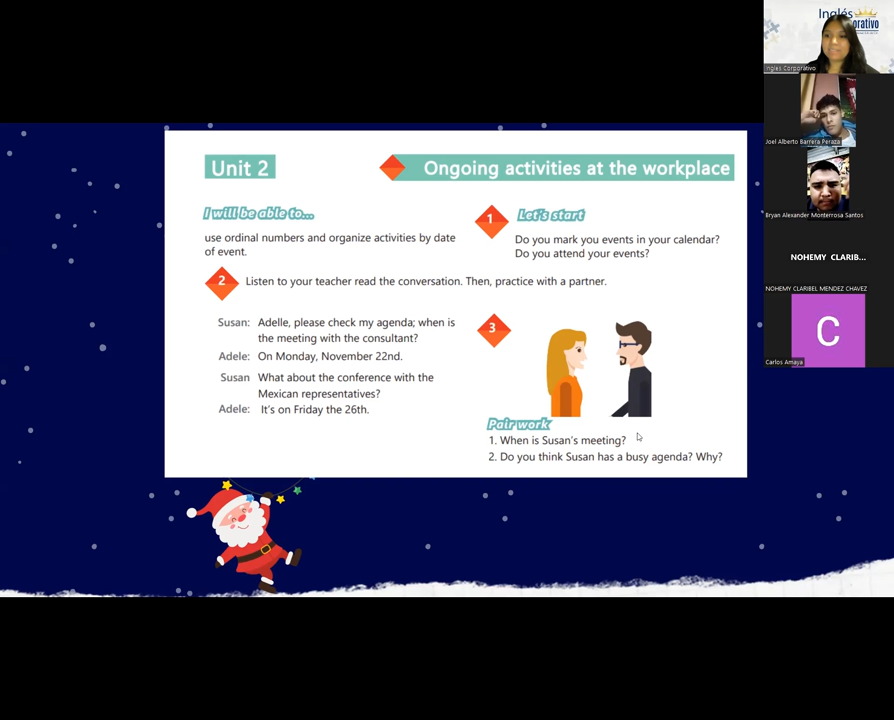 Unit 2
Ongoing activities at the workplace
I will be able to...
use ordinal numbers and organize activities by date
of event.
1
Let's start
Do you mark you events in your calendar?
Do you attend your events?
2
Listen to your teacher read the conversation. Then, practice with a partner.
Susan: Adelle, please check my agenda; when is
the meeting with the consultant?
Adele: On Monday, November 22nd.
Susan What about the conference with the
Mexican representatives?
Adele: It's on Friday the 26th.
3
Pair work
1. When is Susan's meeting?
2. Do you think Susan has a busy agenda? Why?
Inglés
orativo
Inglés Corporativo
Joel Alberto Barrera Peraza
Bryan Alexander Monterrosa Santos
NOHEMY CLARIB...
NOHEMY CLARIBEL MENDEZ CHAVEZ
C
Carlos Amaya